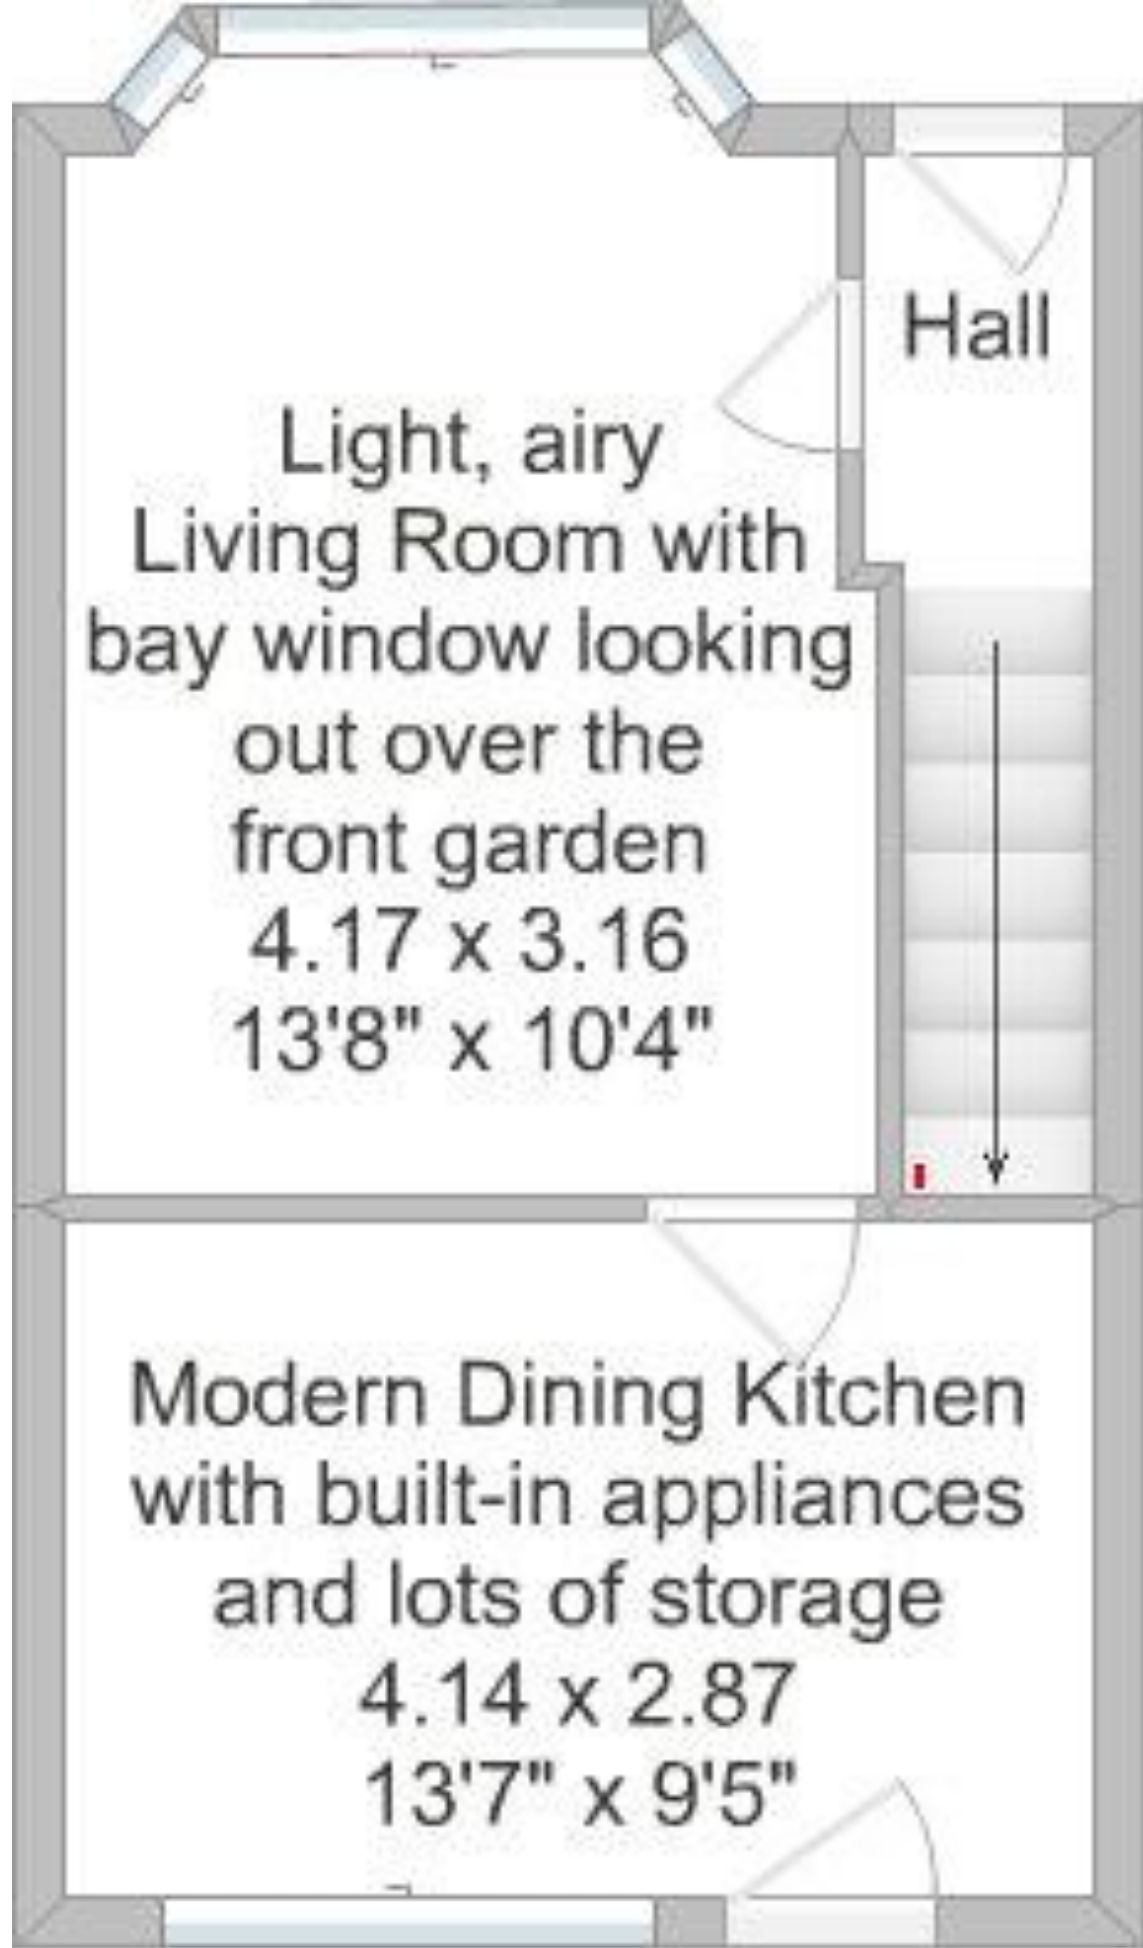 Hall
Light, airy
Living Room with
bay window looking
out over the
front garden
4.17 x 3.16
13'8" x 10'4"
Modern Dining Kitchen
with built-in appliances
and lots of storage
4.14 x 2.87
13'7" x 9'5"